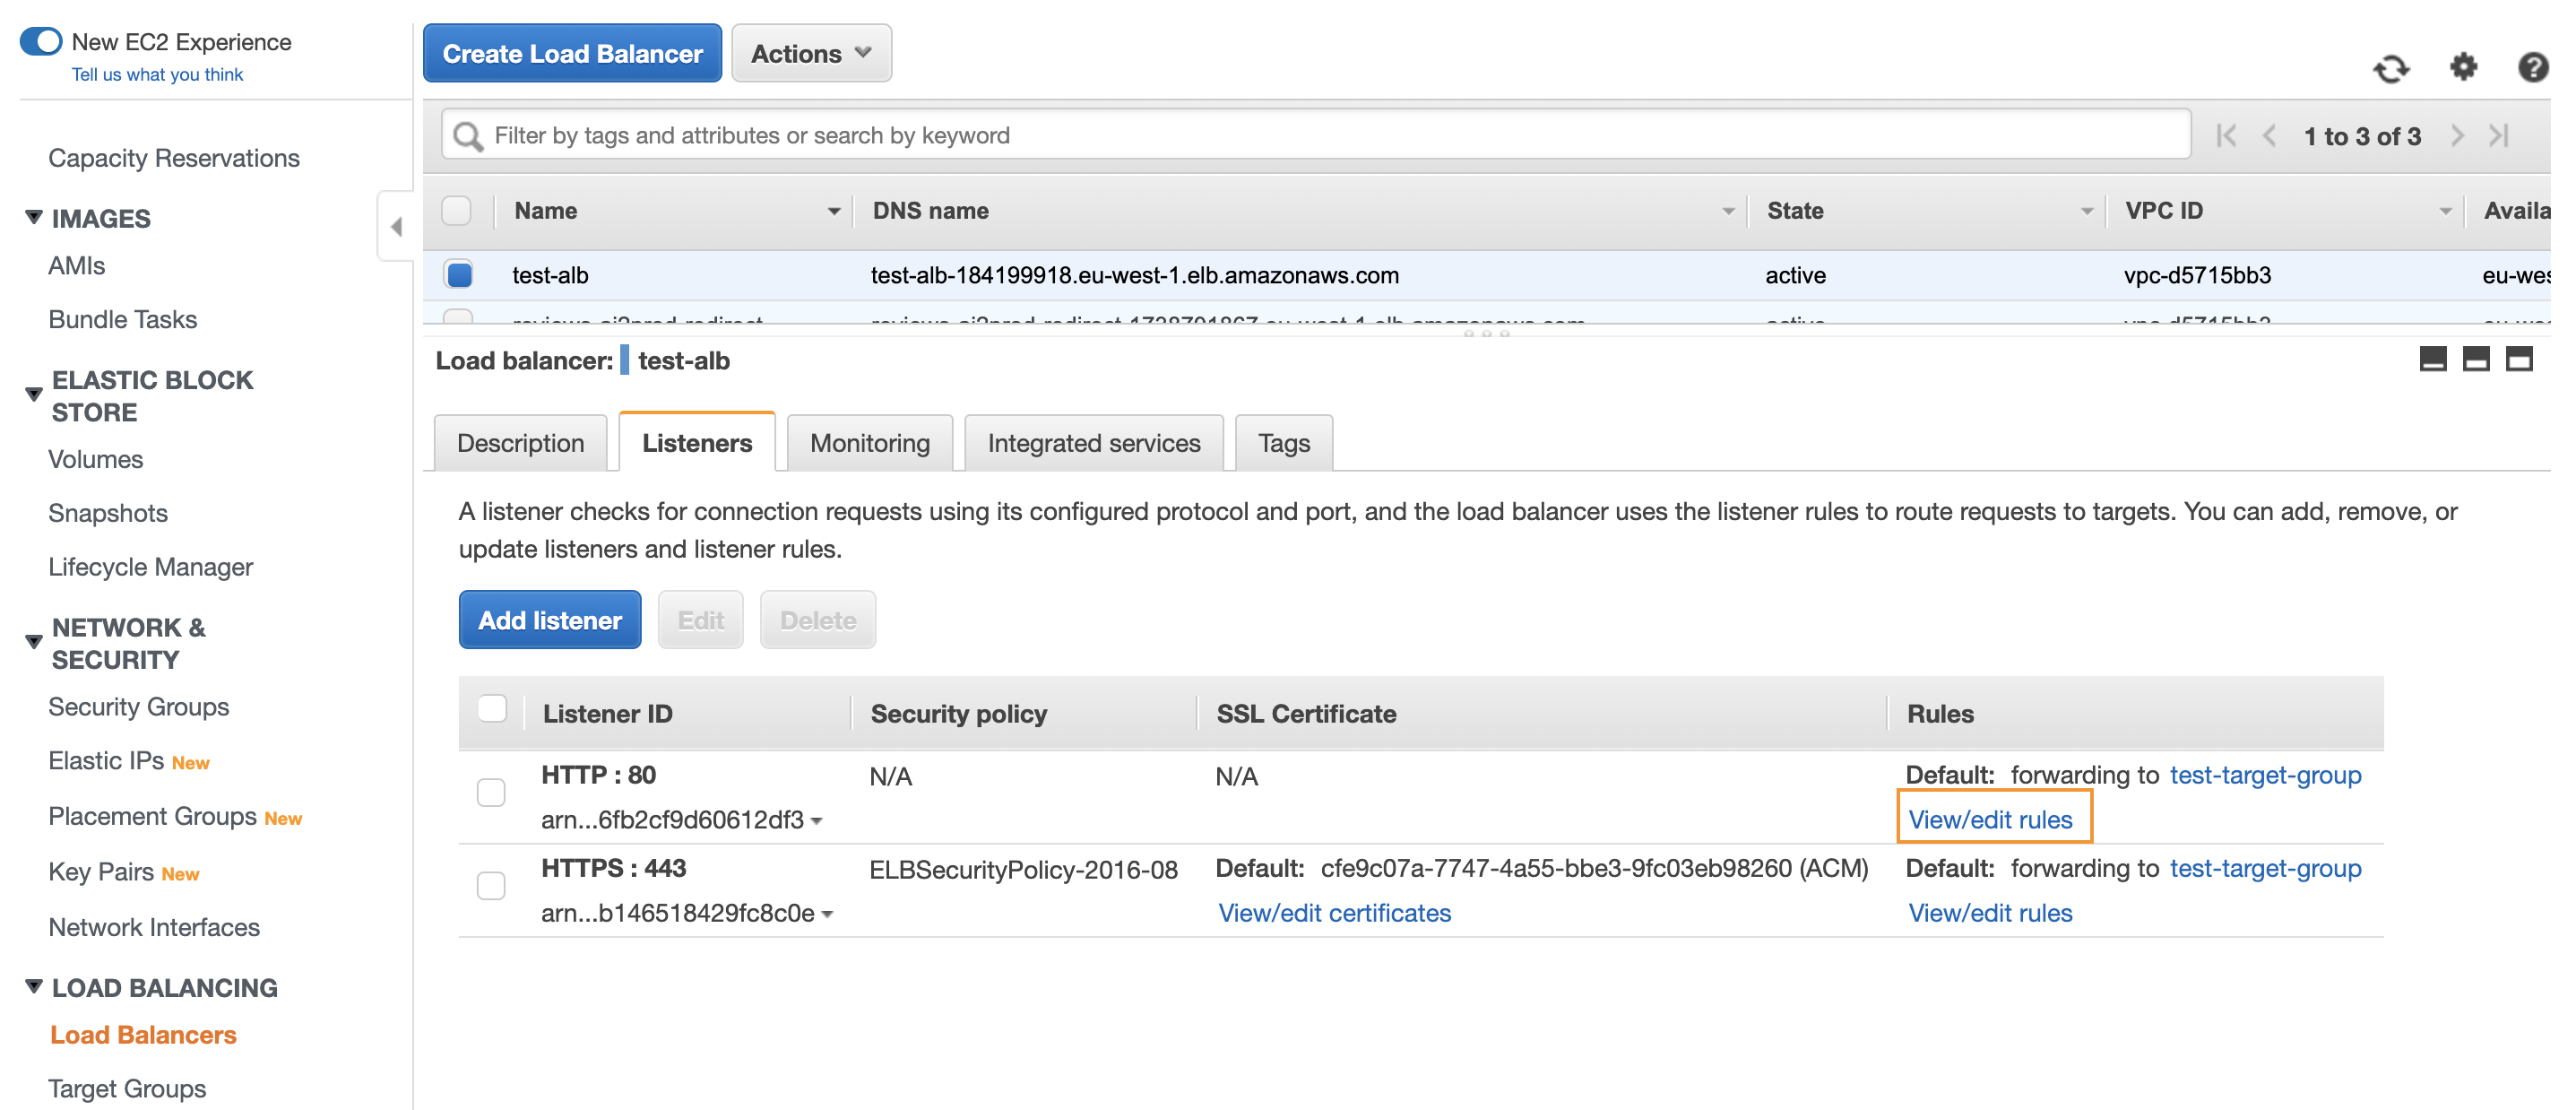 New EC2 Experience
Tell us what you think
Capacity Reservations
IMAGES
AMIs
Bundle Tasks
ELASTIC BLOCK
STORE
Volumes
Snapshots
Lifecycle Manager
NETWORK &
SECURITY
Security Groups
Elastic IPs New
Placement Groups New
Key Pairs New
Network Interfaces
LOAD BALANCING
Load Balancers
Target Groups
Create Load Balancer Actions
Filter by tags and attributes or search by keyword 1 to 3 of 3
Name DNS name State VPC ID Availa
test-alb test-alb-184199918.eu-west-1.elb.amazonaws.com active vpc-d5715bb3 eu-wes
active vpc-d5715bb3
Load balancer: test-alb
Description Listeners Monitoring Integrated services Tags
A listener checks for connection requests using its configured protocol and port, and the load balancer uses the listener rules to route requests to targets. You can add, remove, or
update listeners and listener rules.
Add listener Edit Delete
Listener ID Security policy SSL Certificate Rules
HTTP : 80 N/A N/A Default: forwarding to test-target-group
arn...6fb2cf9d60612df3 View/edit rules
HTTPS : 443 ELBSecurityPolicy-2016-08 Default: cfe9c07a-7747-4a55-bbe3-9fc03eb98260 (ACM) Default: forwarding to test-target-group
arn...b146518429fc8c0e View/edit certificates View/edit rules